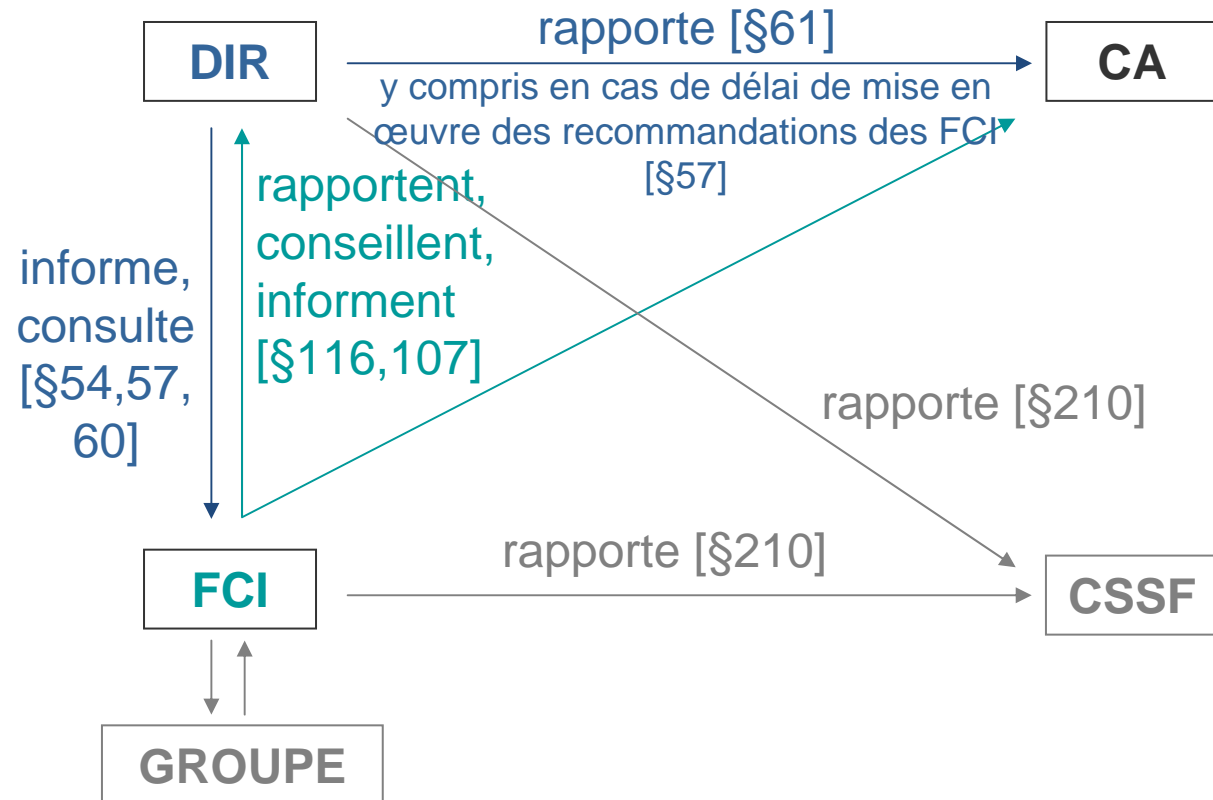 DIR
rapporte [§61]
CA
y compris en cas de délai de mise en
œuvre des recommandations des FCI
[§57]
rapportent,
conseillent,
informent
[§116,107]
informe,
consulte
[§54,57,
60]
rapporte [§210]
rapporte [§210]
FCI
CSSF
GROUPE